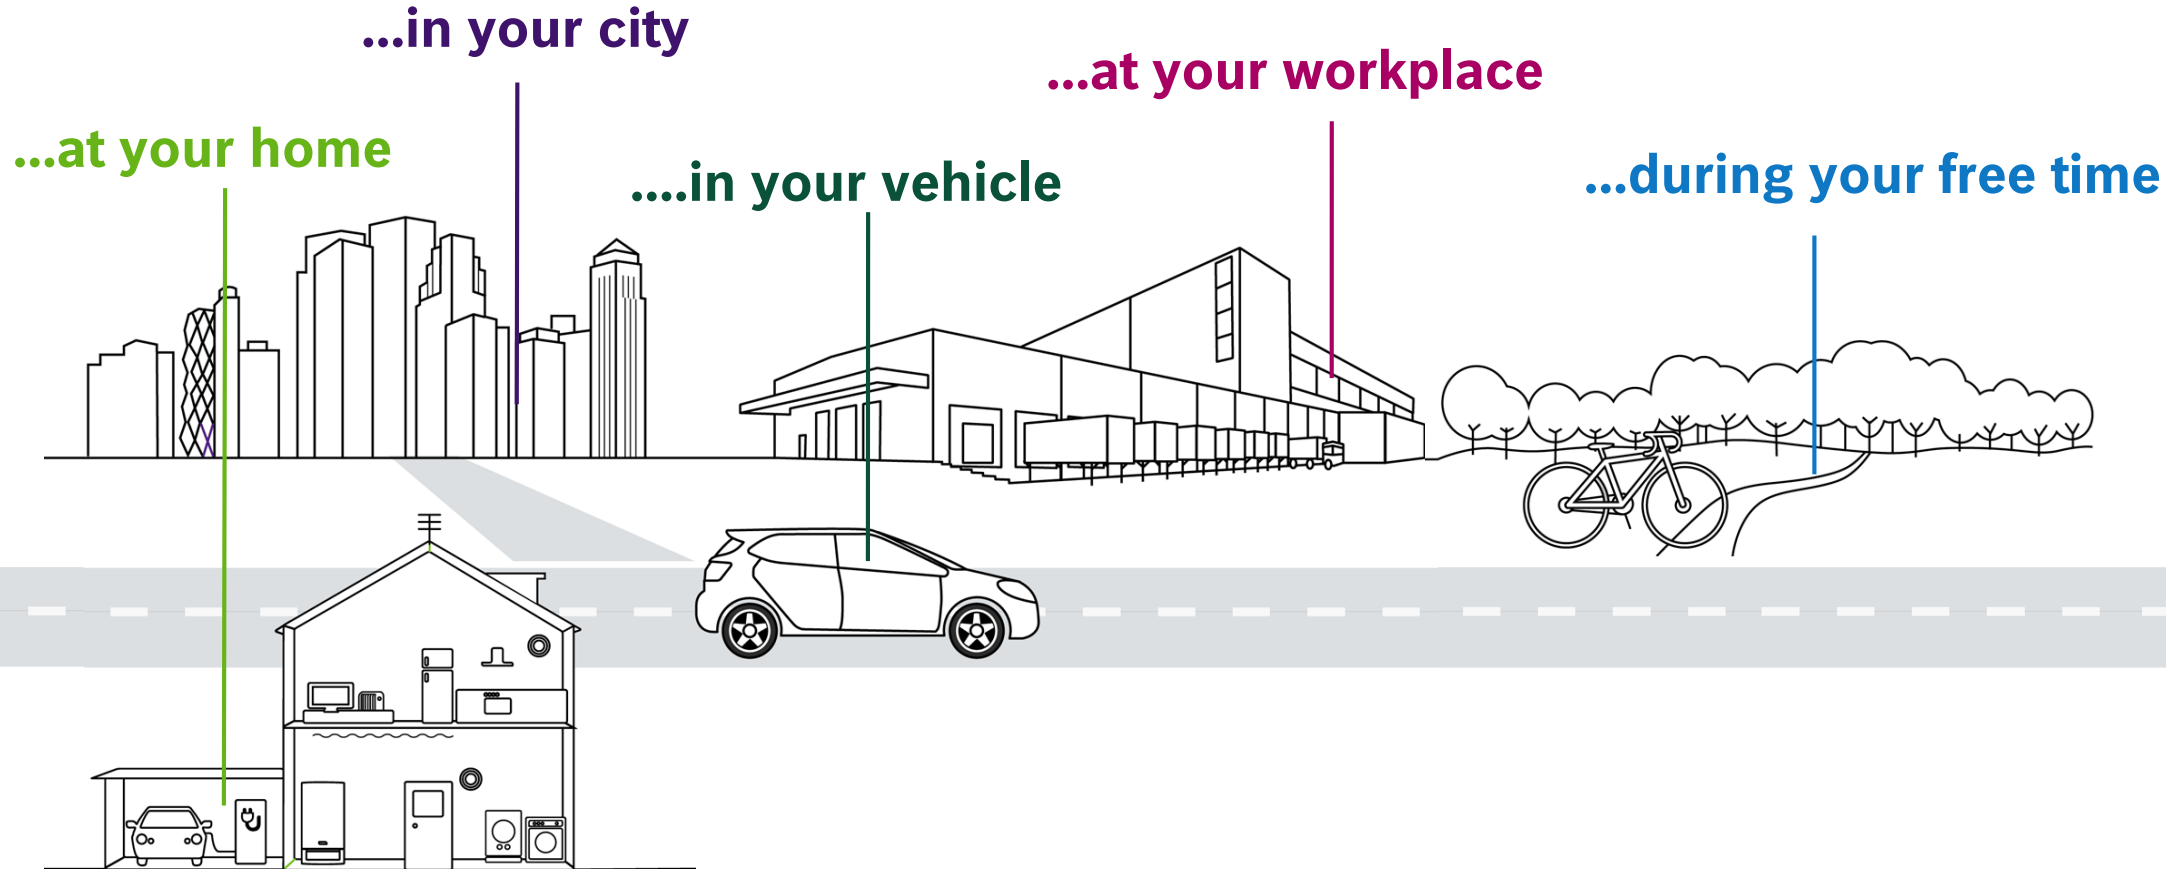 ...in your city
...at your workplace
...at your home
....in your vehicle
...during your free time